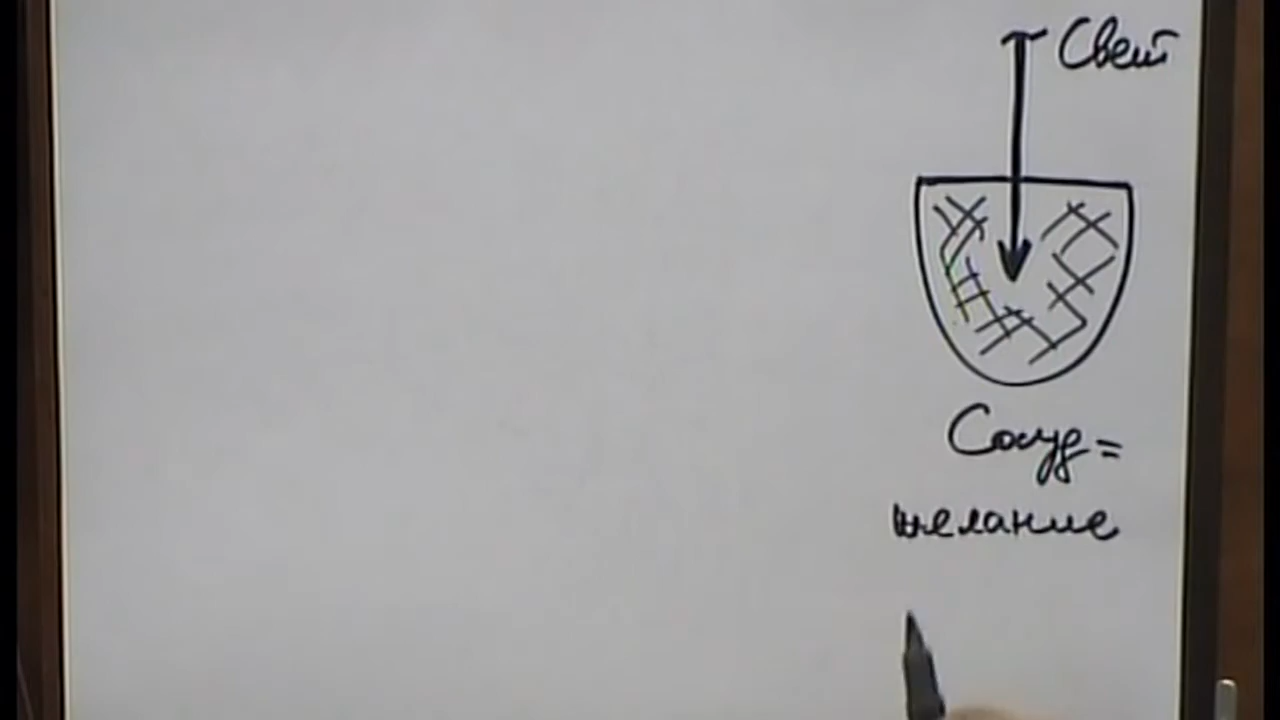 Свет
Сосуд =
желание